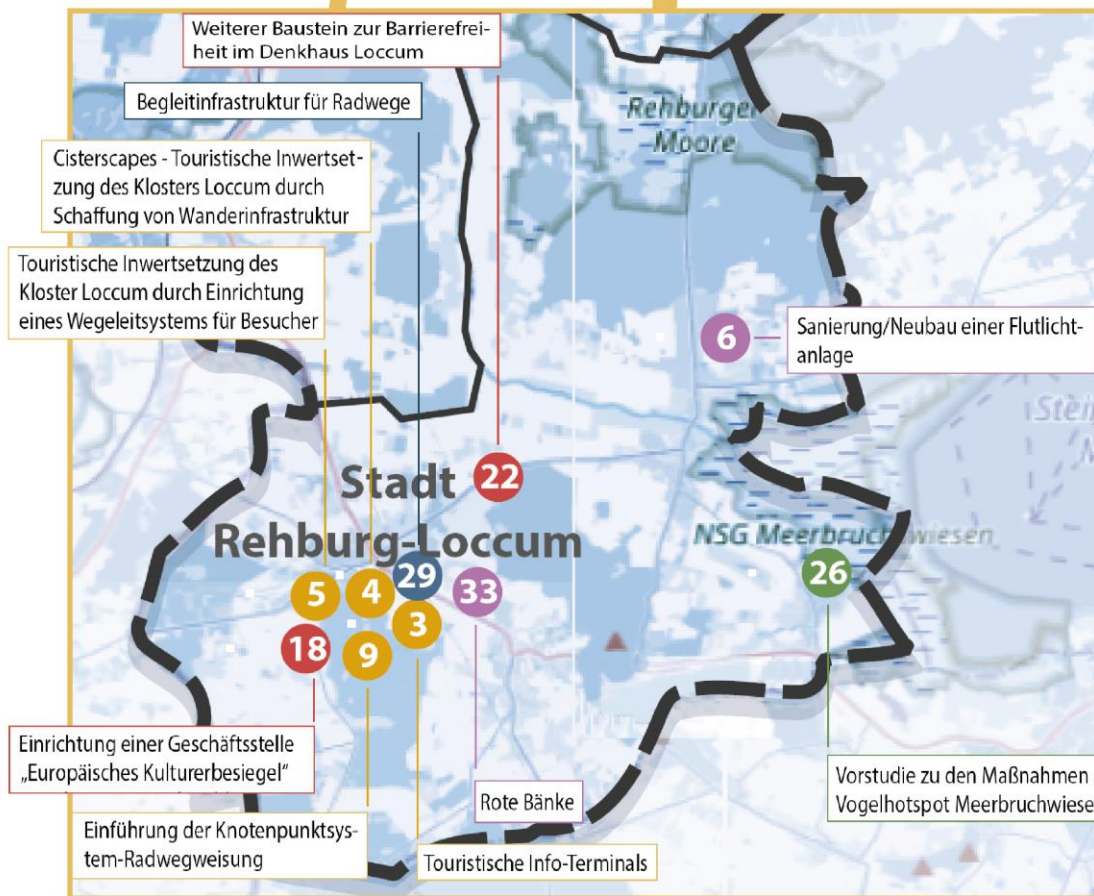 Weiterer Baustein zur Barrierefrei-
heit im Denkhaus Loccum
Begleitinfrastruktur für Radwege
Rehburger
Moore
Cisterscapes - Touristische Inwertset-
zung des Klosters Loccum durch
Schaffung von Wanderinfrastruktur
Touristische Inwertsetzung des
Kloster Loccum durch Einrichtung
eines Wegeleitsystems für Besucher
6
Sanierung/Neubau einer Flutlicht-
anlage
Stei
M
22
Stadt
Rehburg-Loccum
NSG Meerbruchwiesen
5
4
29
33
26
3
18
9
Einrichtung einer Geschäftsstelle
„Europäisches Kulturerbesiegel“
Rote Bänke
Vorstudie zu den Maßnahmen
Vogelhotspot Meerbruchwiese
Einführung der Knotenpunktsys-
tem-Radwegweisung
Touristische Info-Terminals